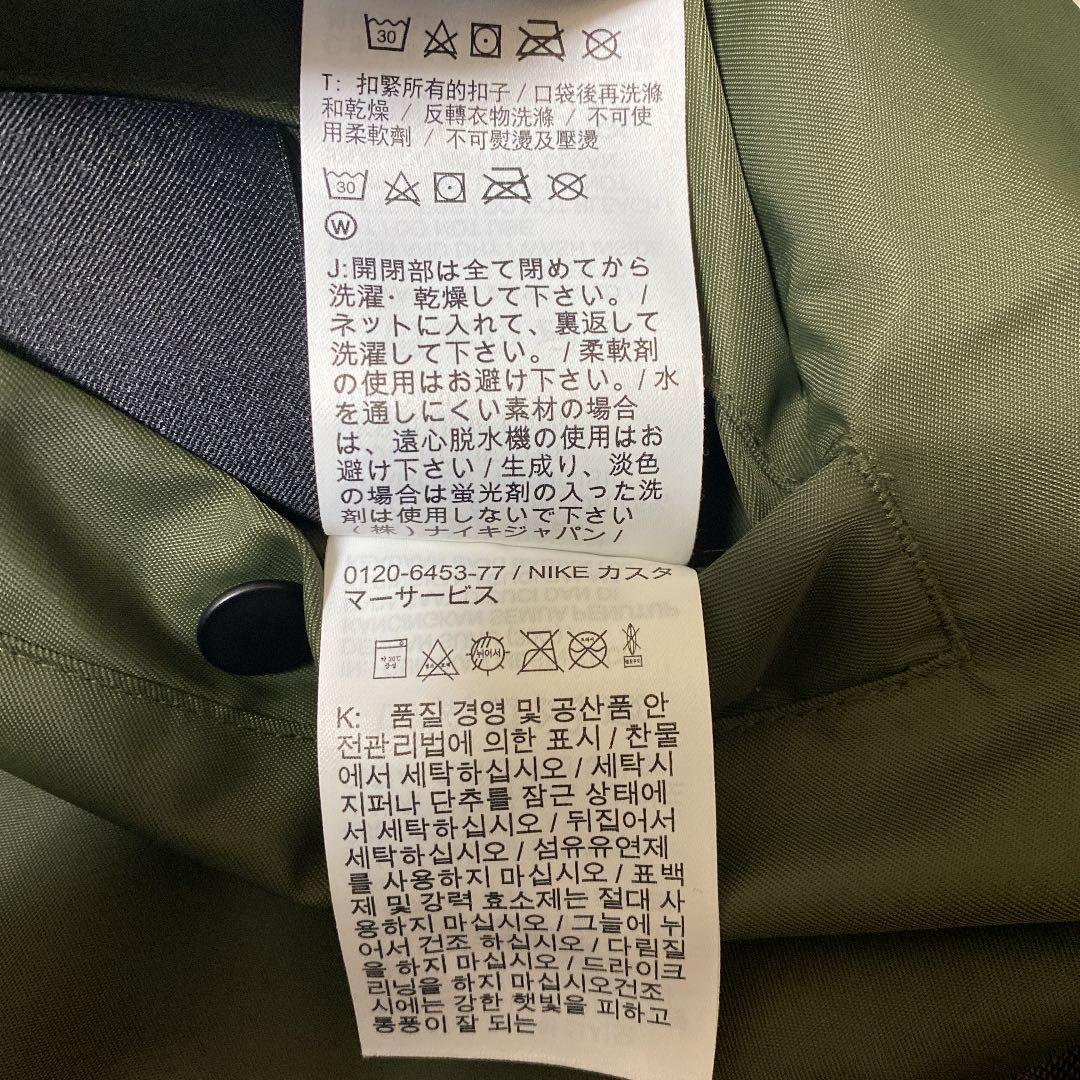 30
T: 扣緊所有的扣子 / 口袋後再洗滌
和乾燥 / 反轉衣物洗滌 / 不可使
用柔軟劑 / 不可熨燙及壓燙
30
W
J:開閉部は全て閉めてから
洗濯・乾燥して下さい。/
ネットに入れて、裏返して
洗濯して下さい。/ 柔軟剤
の使用はお避け下さい。/ 水
を通しにくい素材の場合
は、遠心脱水機の使用はお
避け下さい / 生成り、淡色
の場合は蛍光剤の入った洗
剤は使用しないで下さい
(株)ナイキジャパン /
0120-6453-77 / NIKE カスタ
マーサービス
K: 품질 경영 및 공산품 안
전관리법에 의한 표시 / 찬물
에서 세탁하십시오 / 세탁시
지퍼나 단추를 잠근 상태에
서 세탁하십시오 / 뒤집어서
세탁하십시오 / 섬유유연제
를 사용하지 마십시오 / 표백
제 및 강력 효소제는 절대 사
용하지 마십시오 / 그늘에 뉘
어서 건조 하십시오 / 다림질
을 하지 마십시오 / 드라이크
리닝을 하지 마십시오건조
시에는 강한 햇빛을 피하고
통풍이 잘 되는